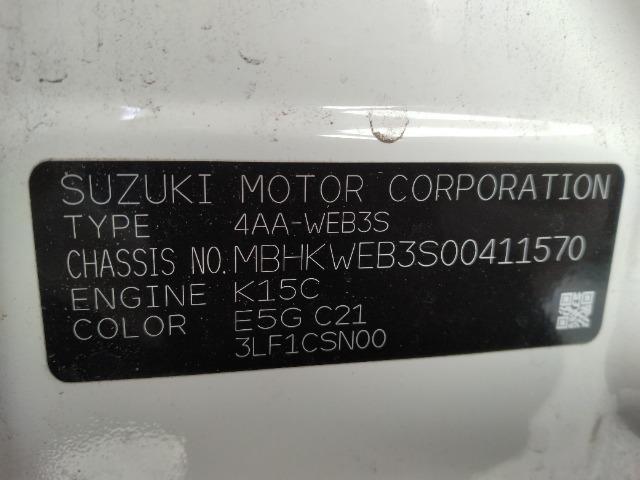 SUZUKI MOTOR CORPORATION
TYPE 4AA-WEB3S
CHASSIS NO. MBHKWEB3S00411570
ENGINE K15C
COLOR E5G C21
3LF1CSN00